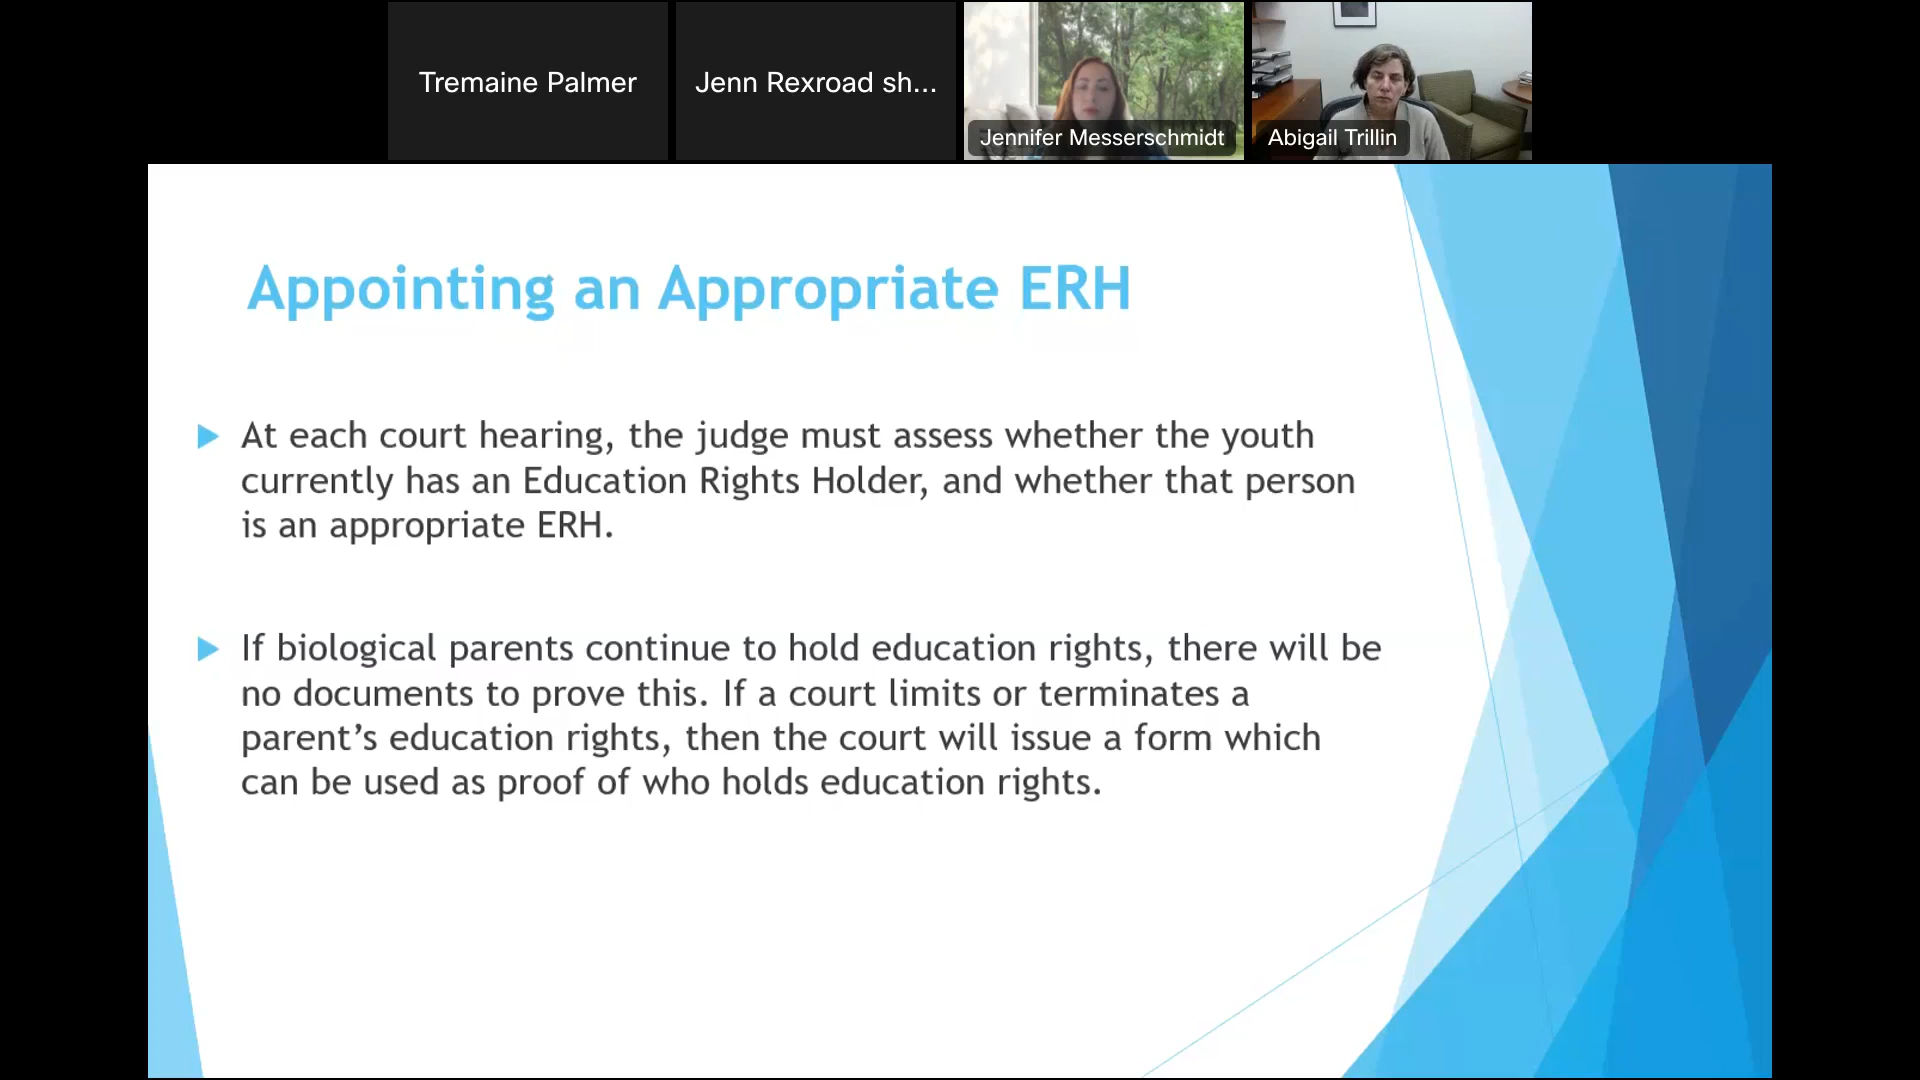 Tremaine Palmer
Jenn Rexroad sh...
Jennifer Messerschmidt
Abigail Trillin
Appointing an Appropriate ERH
At each court hearing, the judge must assess whether the youth
currently has an Education Rights Holder, and whether that person
is an appropriate ERH.
If biological parents continue to hold education rights, there will be
no documents to prove this. If a court limits or terminates a
parent’s education rights, then the court will issue a form which
can be used as proof of who holds education rights.